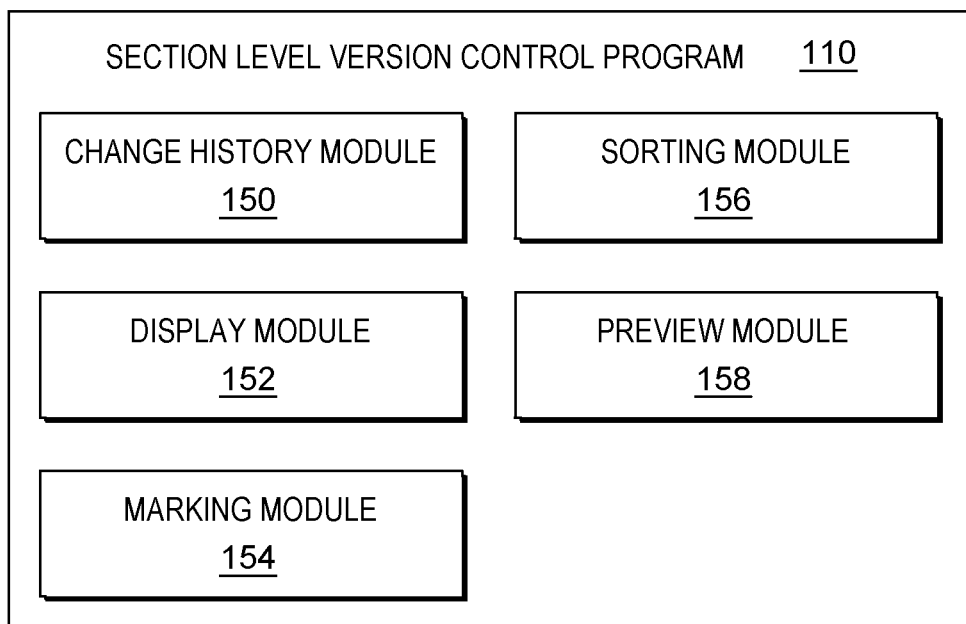 SECTION LEVEL VERSION CONTROL PROGRAM 110
CHANGE HISTORY MODULE
150
SORTING MODULE
156
DISPLAY MODULE
152
PREVIEW MODULE
158
MARKING MODULE
154